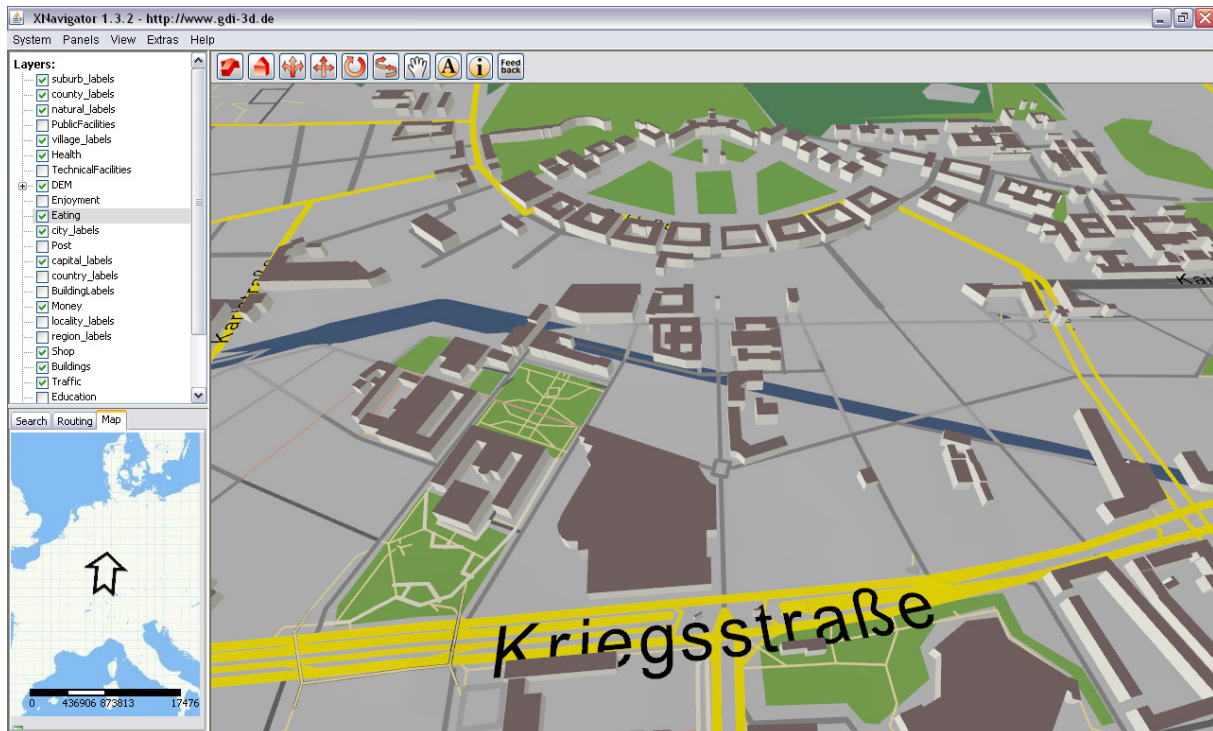 XNavigator 1.3.2 - http://www.gdi-3d.de
System Panels View Extras Help
Layers:
suburb_labels
county_labels
natural_labels
PublicFacilities
village_labels
Health
TechnicalFacilities
DEM
Enjoyment
Eating
city_labels
Post
capital_labels
country_labels
BuildingLabels
Money
locality_labels
region_labels
Shop
Buildings
Traffic
Education
A
i
Feed
back
Search Routing Map
0 436906 873813 17476
Kriegsstraße